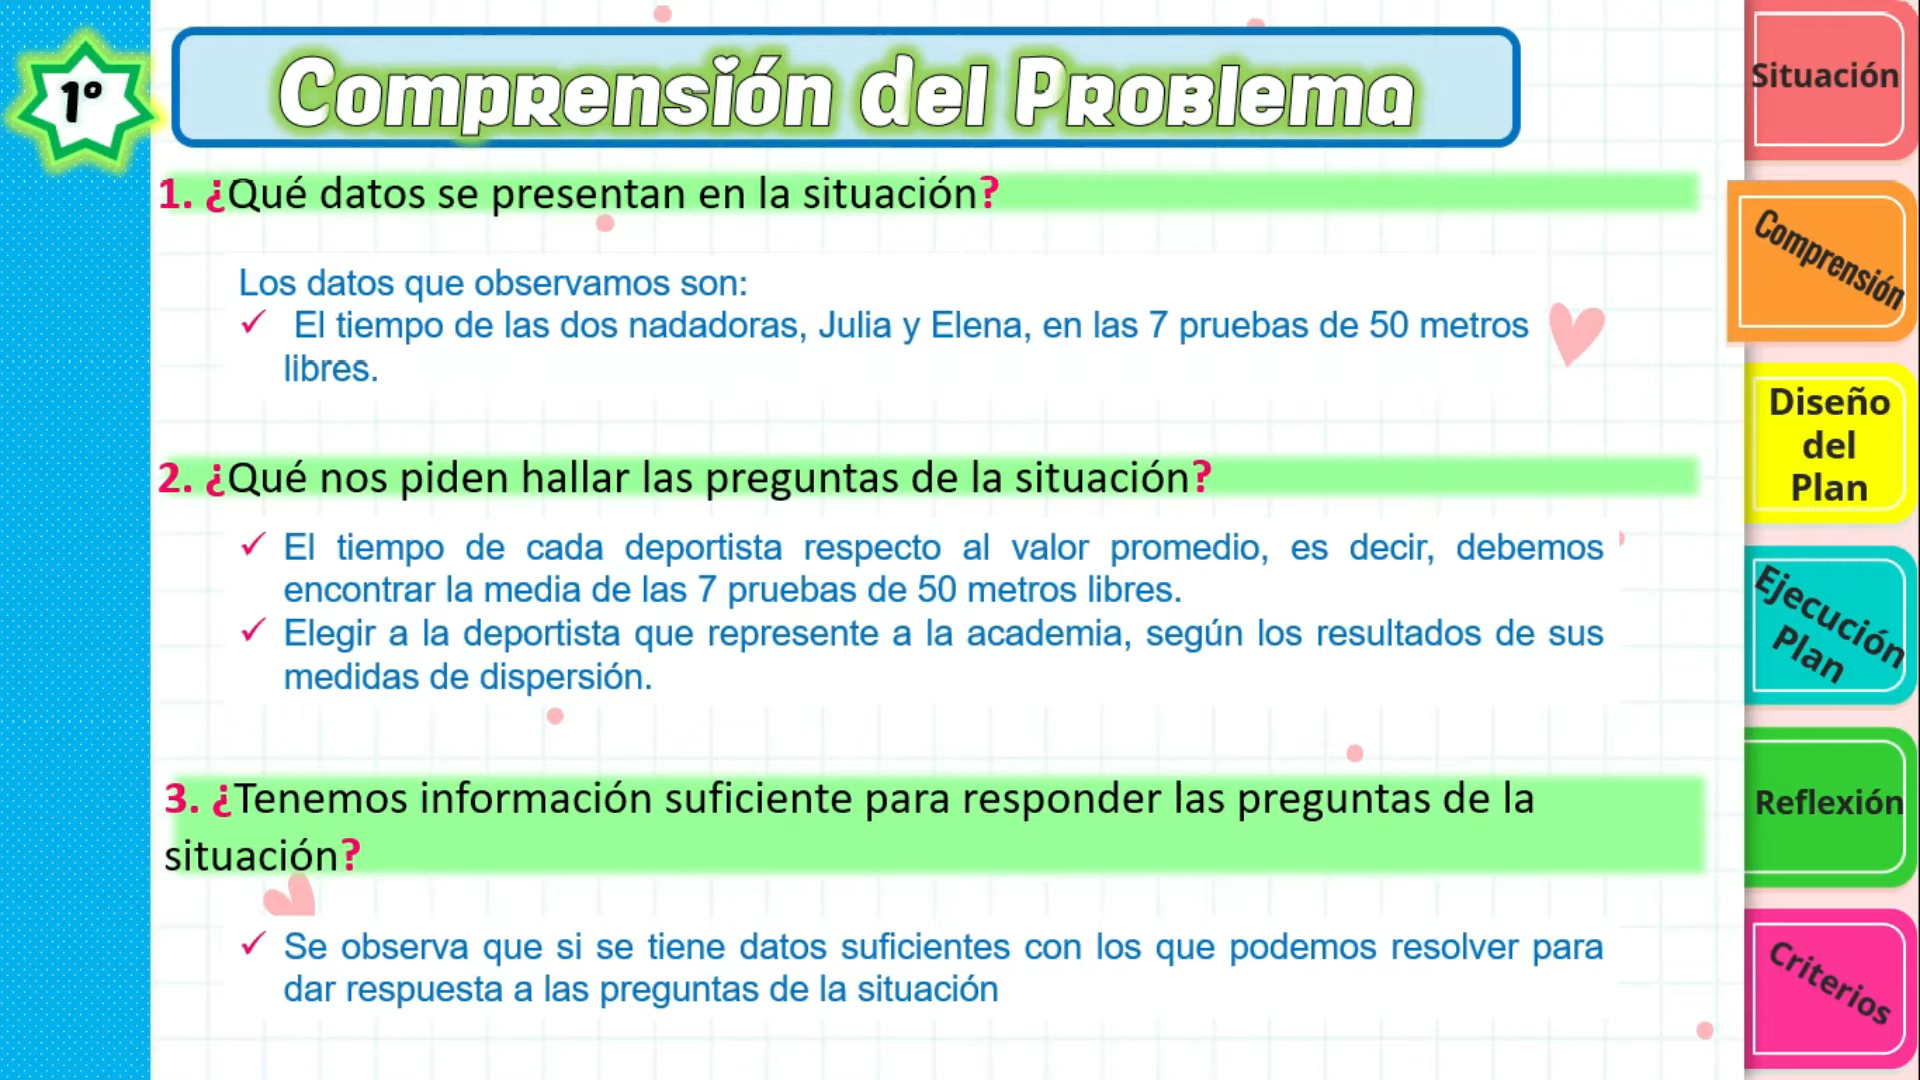 1º
Comprensión del Problema
1. ¿Qué datos se presentan en la situación?
Los datos que observamos son:
✓ El tiempo de las dos nadadoras, Julia y Elena, en las 7 pruebas de 50 metros
libres.
2. ¿Qué nos piden hallar las preguntas de la situación?
✓ El tiempo de cada deportista respecto al valor promedio, es decir, debemos
encontrar la media de las 7 pruebas de 50 metros libres.
✓ Elegir a la deportista que represente a la academia, según los resultados de sus
medidas de dispersión.
3. ¿Tenemos información suficiente para responder las preguntas de la
situación?
✓ Se observa que si se tiene datos suficientes con los que podemos resolver para
dar respuesta a las preguntas de la situación
Situación
Comprensión
Diseño
del
Plan
Ejecución
Plan
Reflexión
Criterios